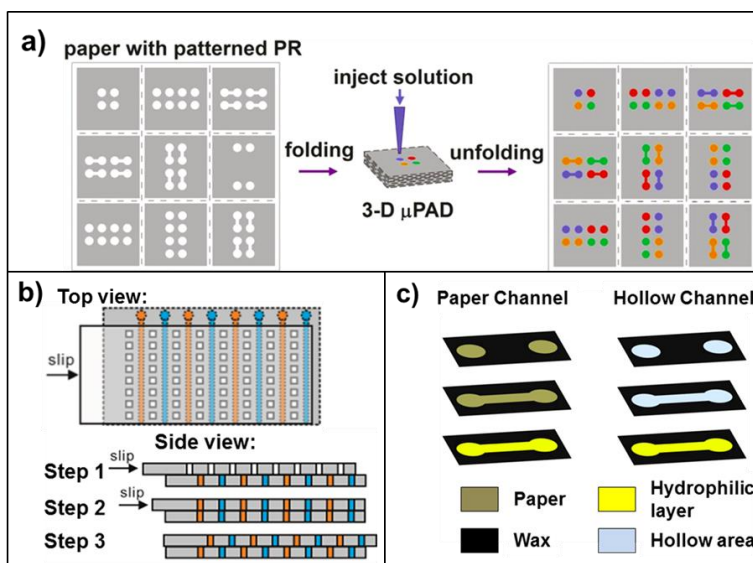 a)
paper with patterned PR
inject solution
folding
unfolding
3-D μPAD
b)
Top view:
slip
Side view:
Step 1
slip
Step 2
slip
Step 3
c)
Paper Channel
Hollow Channel
Paper
Hydrophilic
layer
Wax
Hollow area